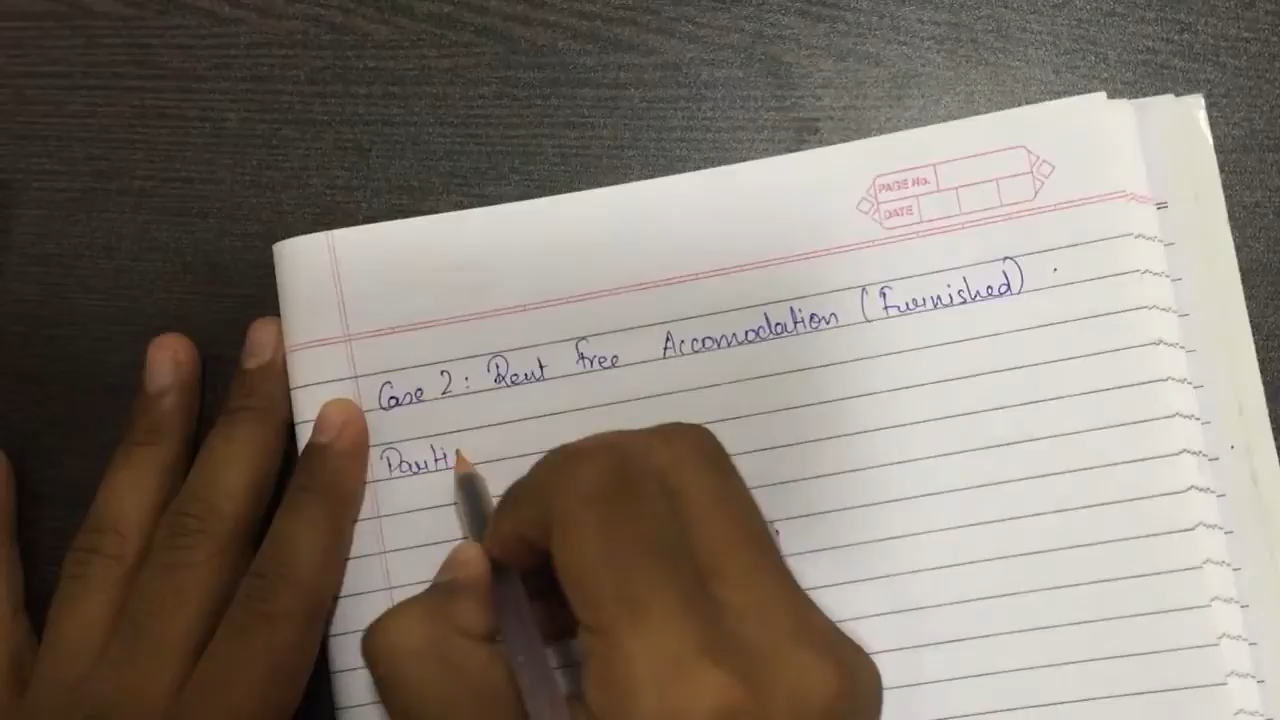 PAGE No.
DATE
Case 2: Rent free Accomodation (Furnished).
Parti